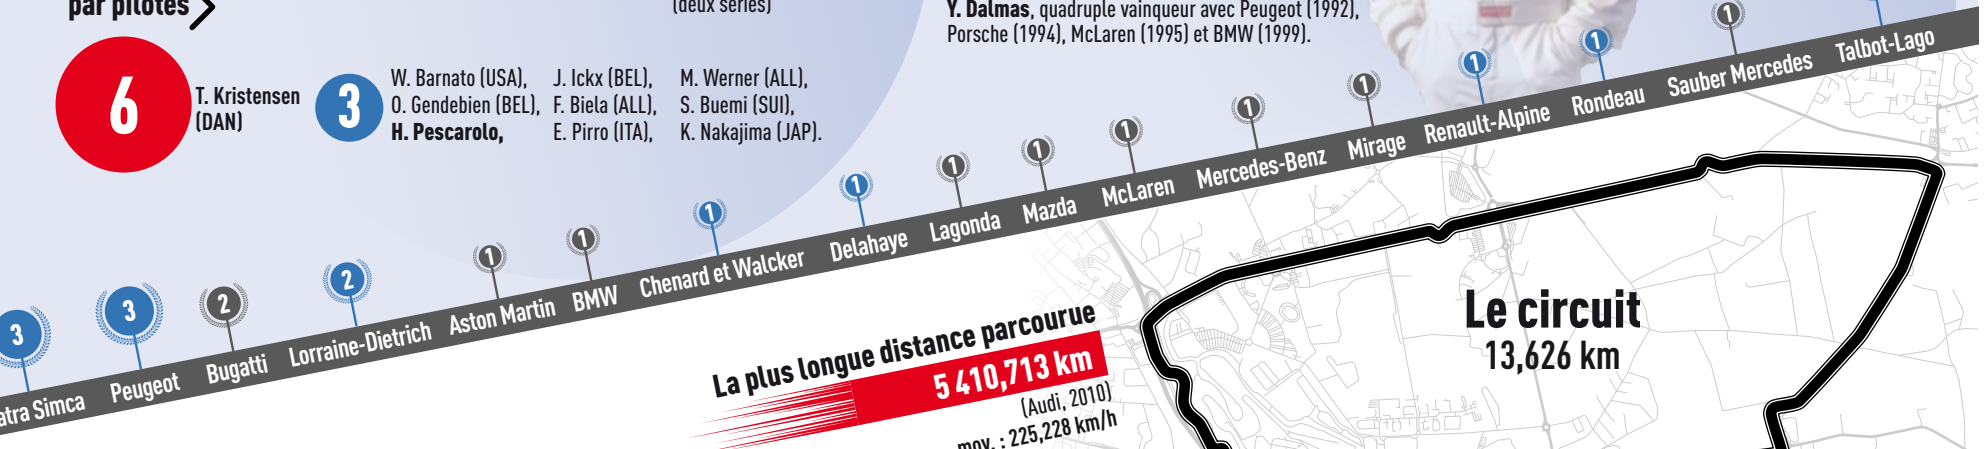 par pilotes
(deux séries)
Y. Dalmas, quadruple vainqueur avec Peugeot (1992),
Porsche (1994), McLaren (1995) et BMW (1999).
6
T. Kristensen
(DAN)
3
W. Barnato (USA),
O. Gendebien (BEL),
H. Pescarolo,
J. Ickx (BEL),
F. Biela (ALL),
E. Pirro (ITA),
M. Werner (ALL),
S. Buemi (SUI),
K. Nakajima (JAP).
3
atra Simca
3
Peugeot
2
Bugatti
2
Lorraine-Dietrich
1
Aston Martin
1
BMW
1
Chenard et Walcker
1
Delahaye
1
Lagonda
1
Mazda
1
McLaren
1
Mercedes-Benz
1
Mirage
1
Renault-Alpine
1
Rondeau
1
Sauber Mercedes
Talbot-Lago
La plus longue distance parcourue
5 410,713 km
(Audi, 2010)
moy. : 225,228 km/h
Le circuit
13,626 km